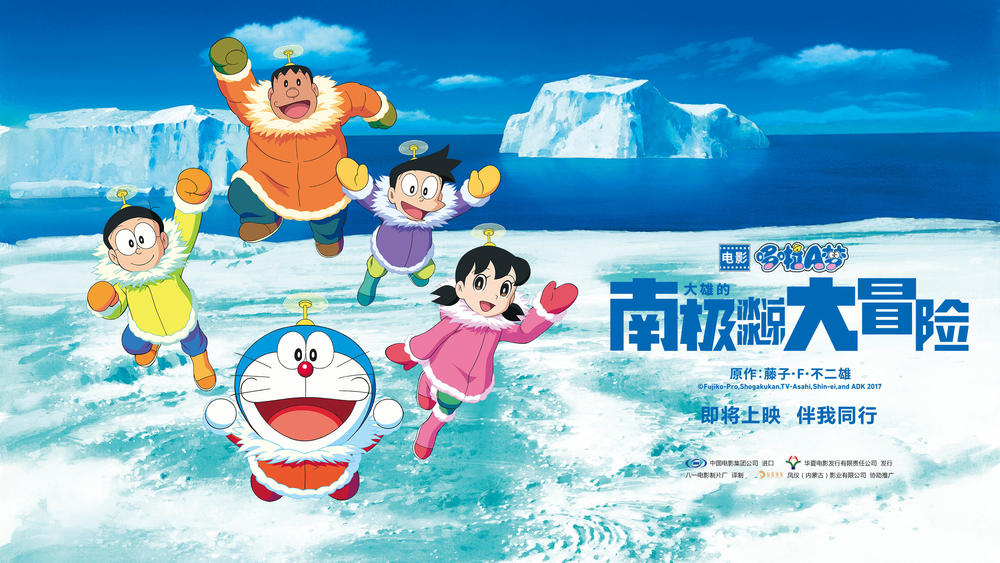 电影 哆啦A梦
大雄的
南极冰冰凉大冒险
原作：藤子·F·不二雄
©Fujiko-Pro,Shogakukan,TV-Asahi,Shin-ei,and ADK 2017
即将上映 伴我同行
中国电影集团公司 进口 华夏电影发行有限责任公司 发行
八一电影制片厂 译制 凤仪（内蒙古）影业有限公司 协助推广